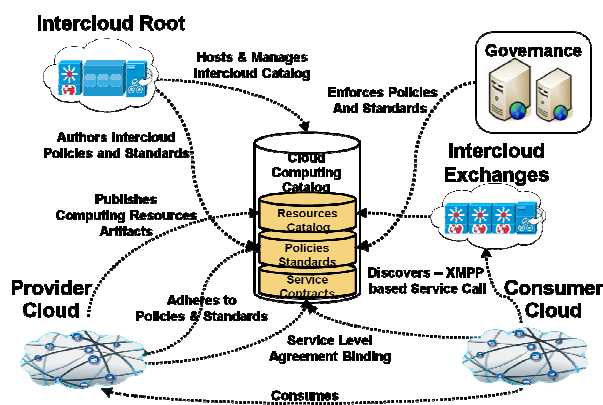 Intercloud Root
Hosts & Manages
Intercloud Catalog
Governance
Enforces Policies
And Standards
Authors Intercloud
Policies and Standards
Cloud
Computing
Catalog
Intercloud
Exchanges
Publishes
Computing Resources
Artifacts
Resources
Catalog
Policies
Standards
Service
Contracts
Discovers – XMPP
based Service Call
Provider
Cloud
Adheres to
Policies & Standards
Consumer
Cloud
Service Level
Agreement Binding
Consumes